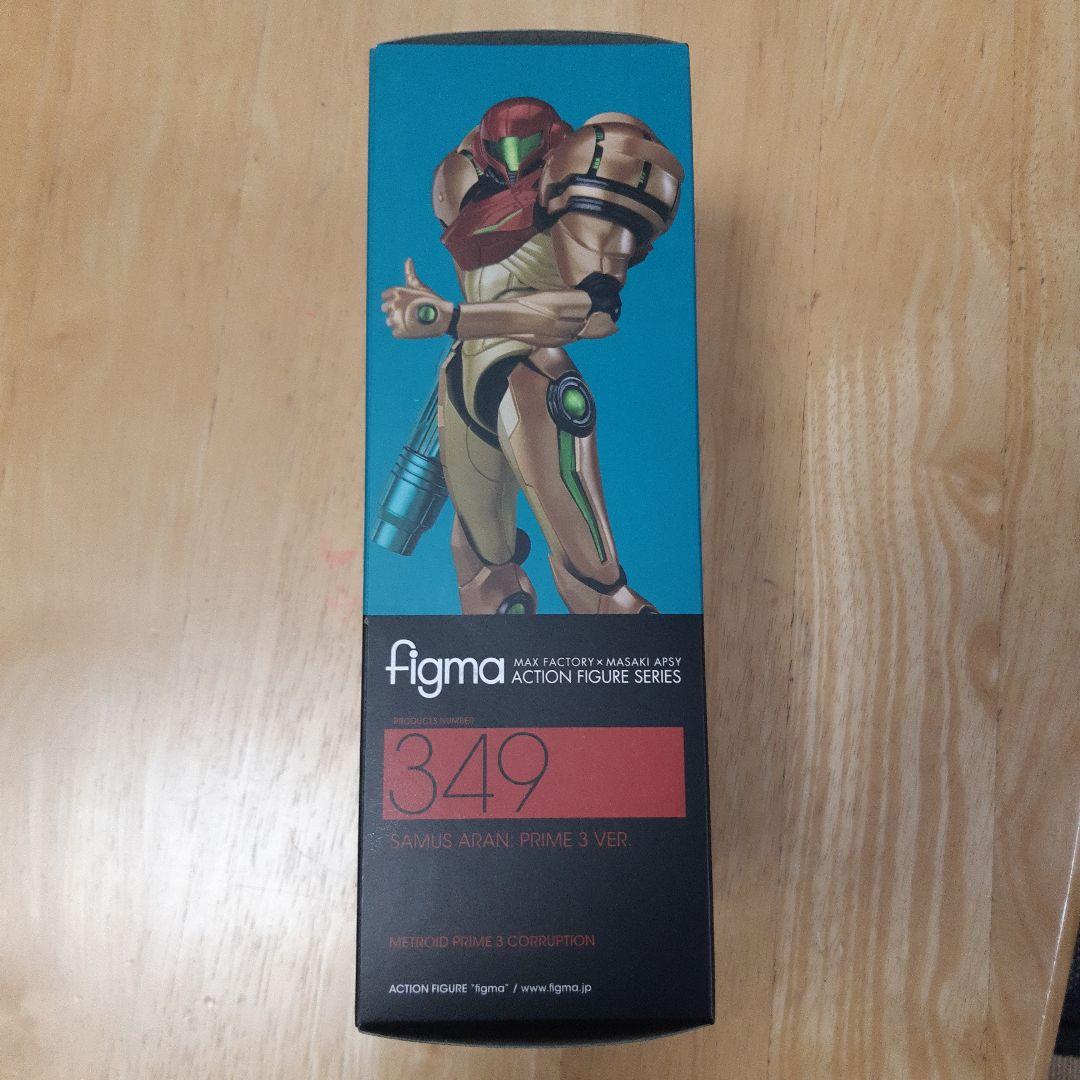 figma MAX FACTORY × MASAKI APSY
ACTION FIGURE SERIES
PRODUCTS NUMBER
349
SAMUS ARAN: PRIME 3 VER.
METROID PRIME 3 CORRUPTION
ACTION FIGURE "figma" / www.figma.jp